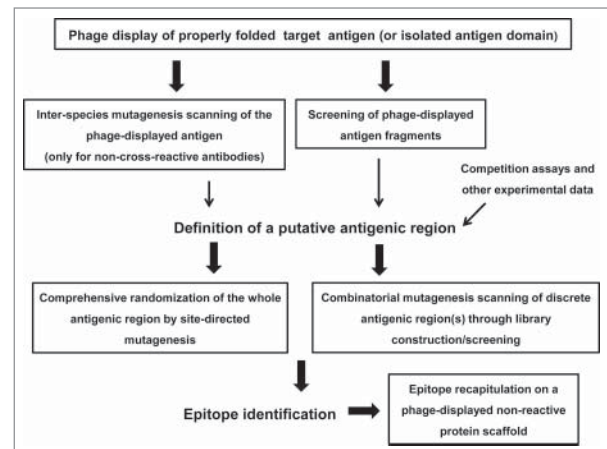 Phage display of properly folded target antigen (or isolated antigen domain)
Inter-species mutagenesis scanning of the
phage-displayed antigen
(only for non-cross-reactive antibodies)
Screening of phage-displayed
antigen fragments
Competition assays and
other experimental data
Definition of a putative antigenic region
Comprehensive randomization of the whole
antigenic region by site-directed
mutagenesis
Combinatorial mutagenesis scanning of discrete
antigenic region(s) through library
construction/screening
Epitope identification
Epitope recapitulation on a
phage-displayed non-reactive
protein scaffold